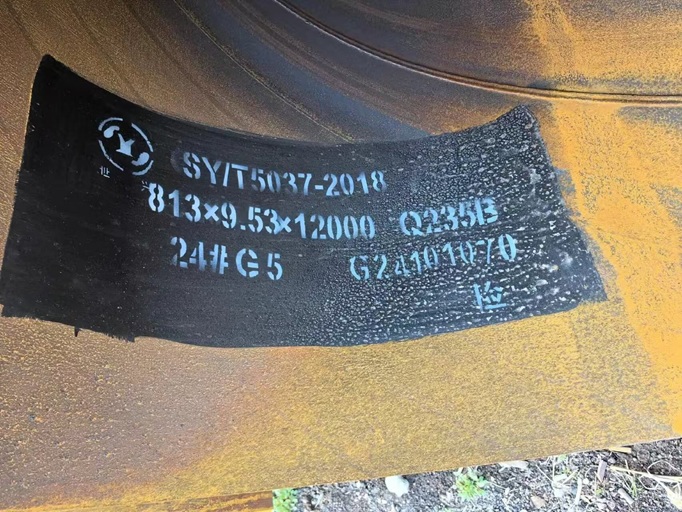 SY/T5037-2018
813×9.53×12000 Q235B
24#G5 G24101070
检